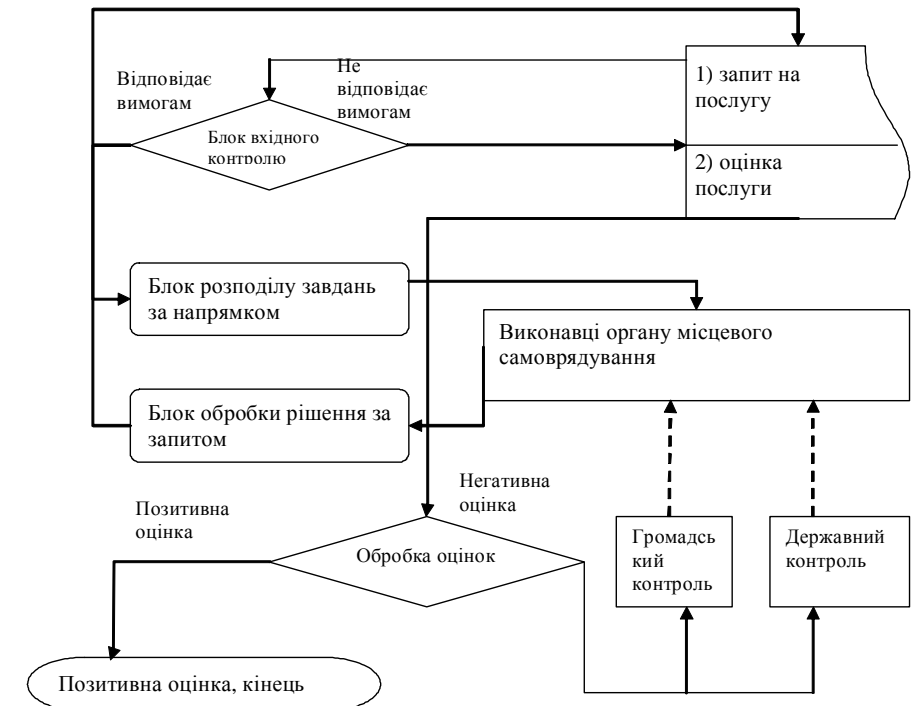 Відповідає
вимогам
Не
відповідає
вимогам
1) запит на
послугу
Блок вхідного
контролю
2) оцінка
послуги
Блок розподілу завдань
за напрямком
Виконавці органу місцевого
самоврядування
Блок обробки рішення за
запитом
Негативна
оцінка
Позитивна
оцінка
Обробка оцінок
Громадсь
кий
контроль
Державний
контроль
Позитивна оцінка, кінець